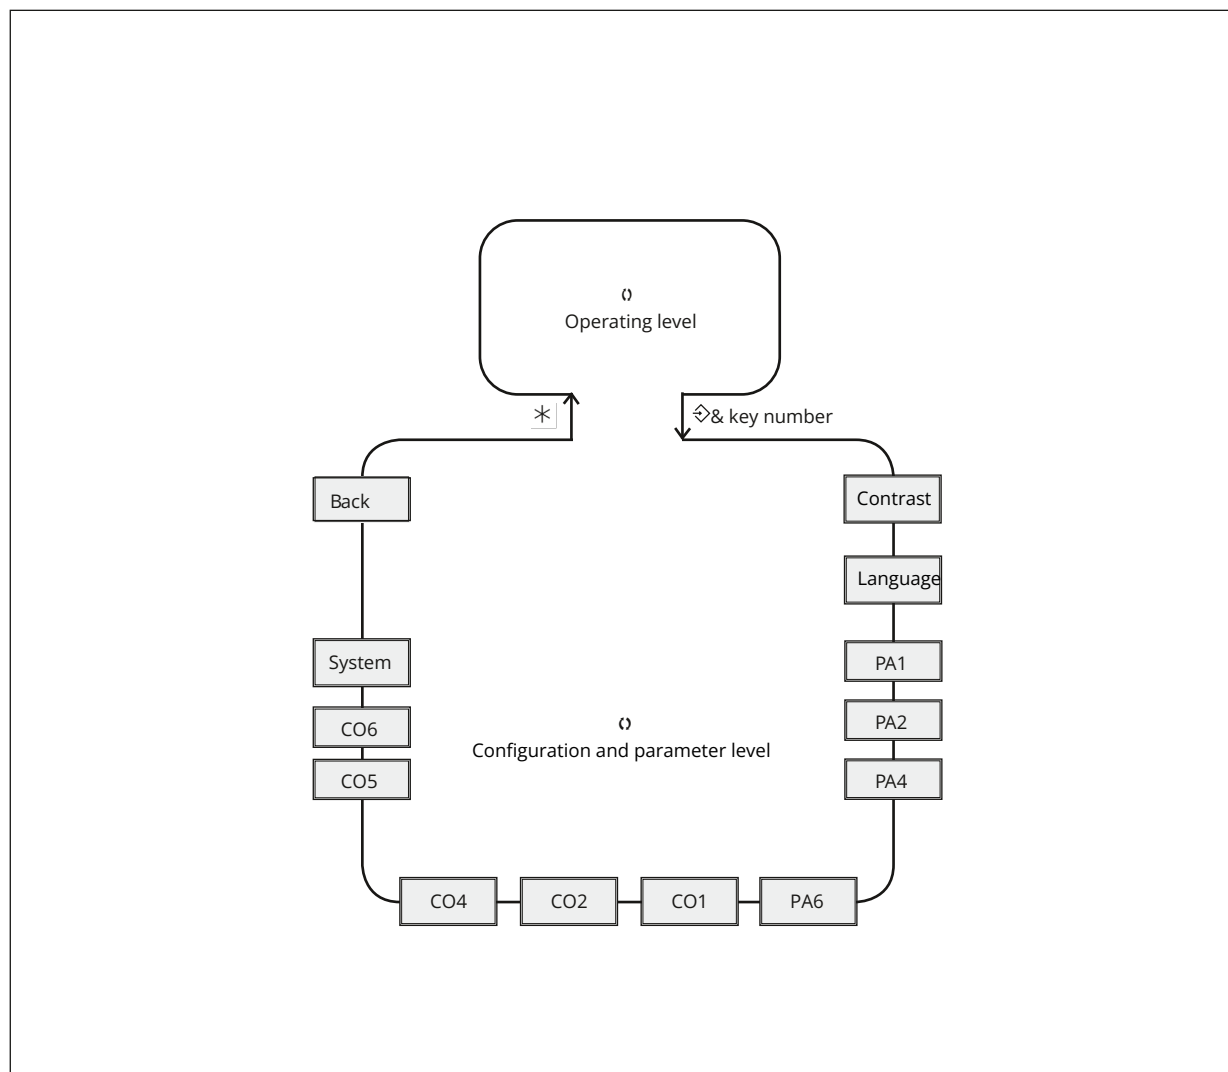 Operating level
& key number
Back
Contrast
Language
System
PA1
CO6
PA2
Configuration and parameter level
CO5
PA4
CO4
CO2
CO1
PA6